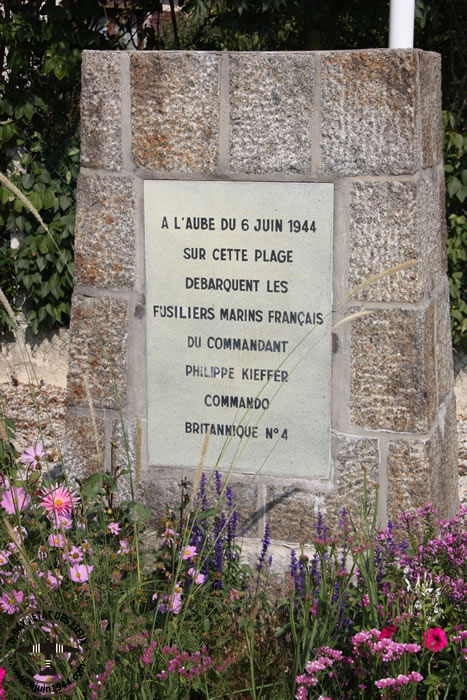 A L'AUBE DU 6 JUIN 1944
SUR CETTE PLAGE
DEBARQUENT LES
FUSILIERS MARINS FRANÇAIS
DU COMMANDANT
PHILIPPE KIEFFER
COMMANDO
BRITANNIQUE N°4